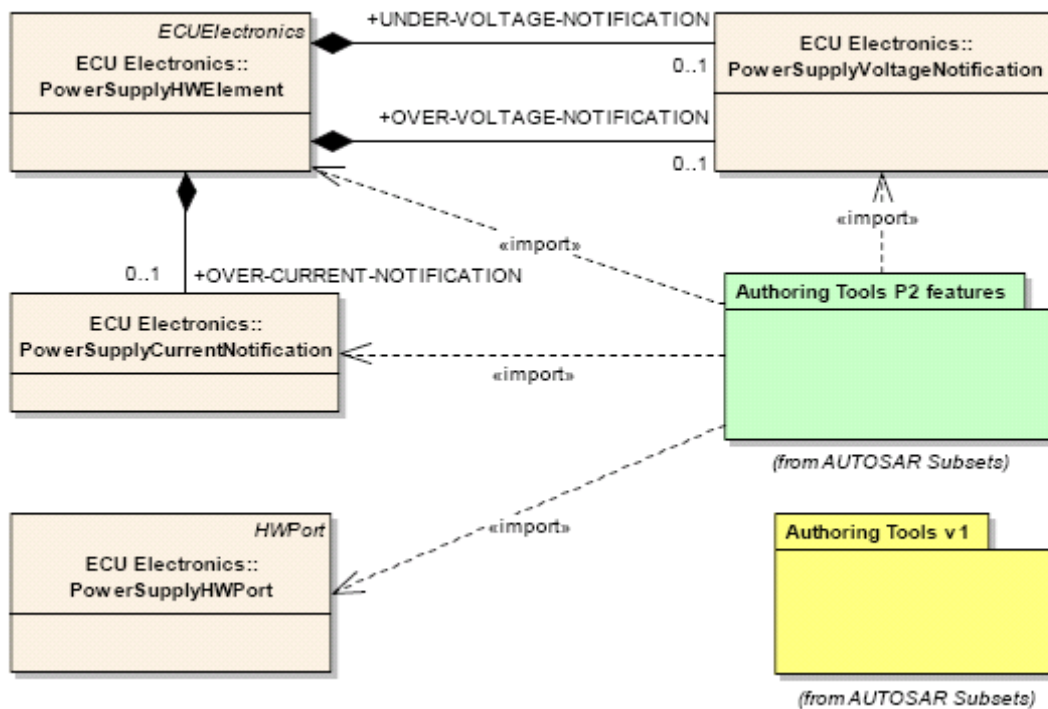 ECUElectronics
ECU Electronics::
PowerSupplyHWElement
+UNDER-VOLTAGE-NOTIFICATION
0..1
ECU Electronics::
PowerSupplyVoltageNotification
+OVER-VOLTAGE-NOTIFICATION
0..1
«import»
«import»
0..1
+OVER-CURRENT-NOTIFICATION
ECU Electronics::
PowerSupplyCurrentNotification
Authoring Tools P2 features
«import»
(from AUTOSAR Subsets)
HWPort
ECU Electronics::
PowerSupplyHWPort
«import»
Authoring Tools v1
(from AUTOSAR Subsets)